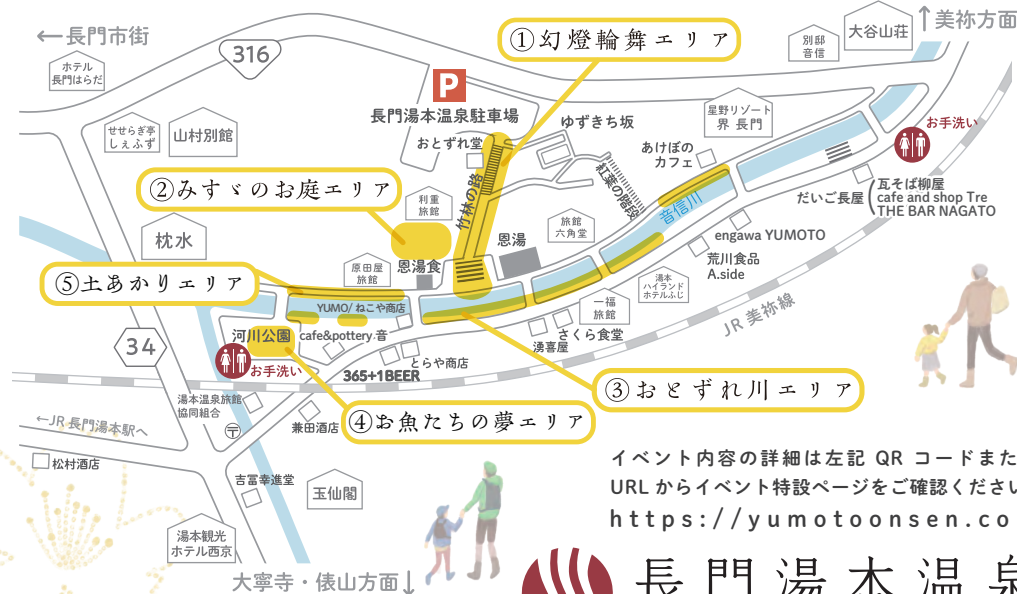 ←長門市街
ホテル
長門はらだ
316
①幻燈輪舞エリア
↑美祢方面
別邸
音信
大谷山荘
P
長門湯本温泉駐車場
せせらぎ亭
しぇふず
山村別館
おとずれ堂
ゆずきち坂
星野リゾート
界 長門
お手洗い
あけぼの
カフェ
②みすゞのお庭エリア
利重
旅館
竹林の路
紅葉の階段
音信川
だいご長屋
瓦そば柳屋
cafe and shop Tre
THE BAR NAGATO
枕水
旅館
六角堂
恩湯
engawa YUMOTO
原田屋
旅館
恩湯食
荒川食品
A.side
⑤土あかりエリア
湯本
ハイランド
ホテルふじ
YUMO/ ねこや商店
一福
旅館
JR 美祢線
河川公園
cafe&pottery 音
さくら食堂
湧喜屋
34
お手洗い
とらや商店
365+1BEER
③おとずれ川エリア
湯本温泉旅館
協同組合
〒
兼田酒店
④お魚たちの夢エリア
←JR 長門湯本駅へ
松村酒店
吉冨幸進堂
玉仙閣
イベント内容の詳細は左記 QR コードまた
URL からイベント特設ページをご確認ください
https://yumotoonsen.co
湯本観光
ホテル西京
大寧寺・俵山方面↓
長門湯本温泉